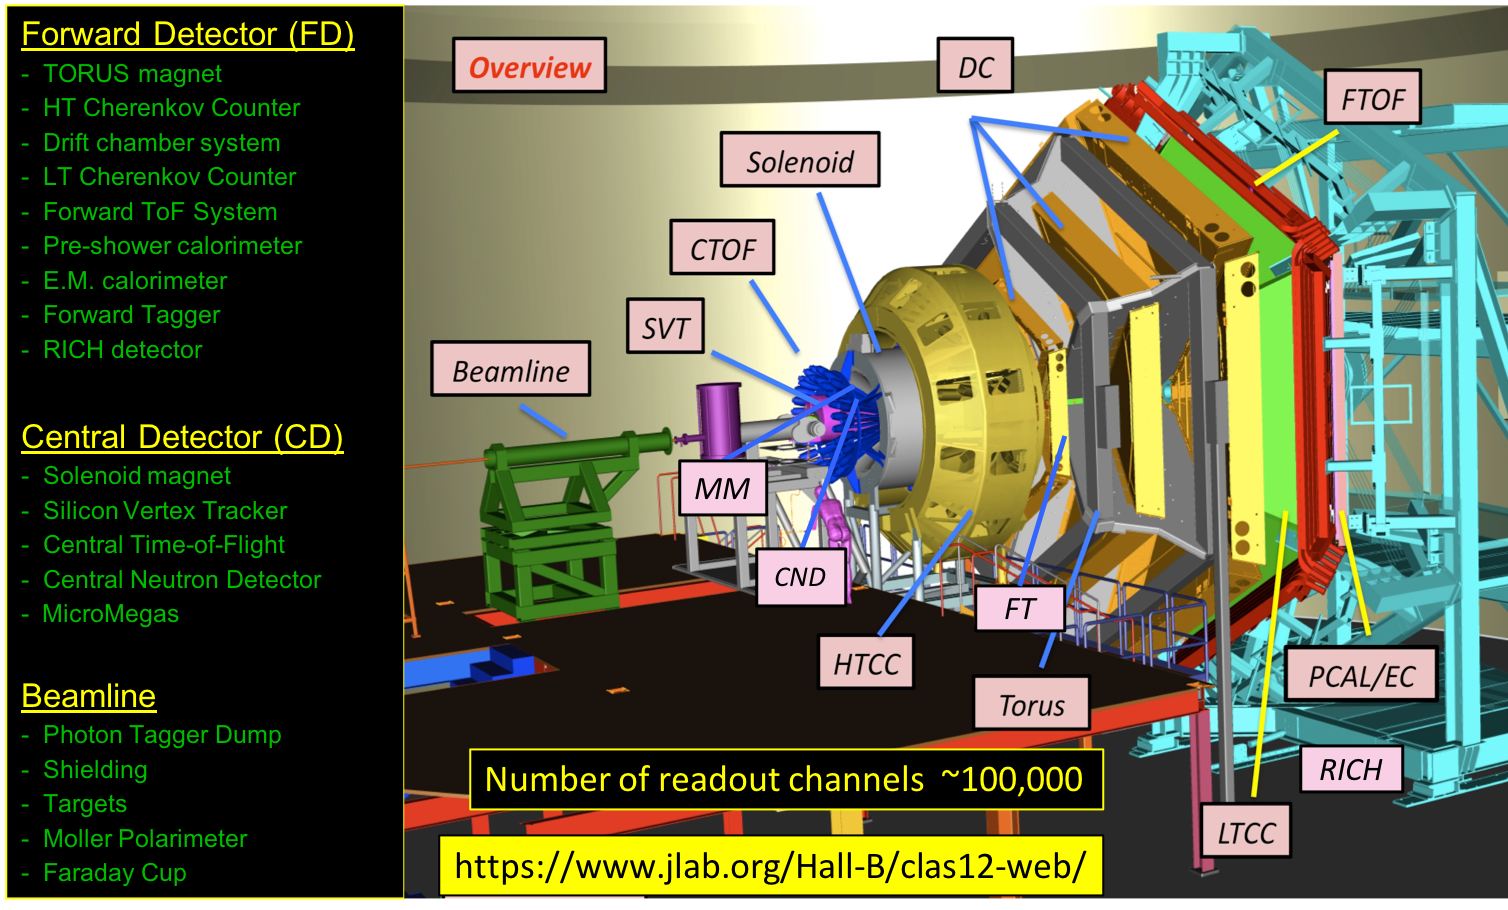 Forward Detector (FD)
- TORUS magnet
- HT Cherenkov Counter
- Drift chamber system
- LT Cherenkov Counter
- Forward ToF System
- Pre-shower calorimeter
- E.M. calorimeter
- Forward Tagger
- RICH detector
Central Detector (CD)
- Solenoid magnet
- Silicon Vertex Tracker
- Central Time-of-Flight
- Central Neutron Detector
- MicroMegas
Beamline
- Photon Tagger Dump
- Shielding
- Targets
- Moller Polarimeter
- Faraday Cup
Overview
DC
FTOF
Solenoid
CTOF
SVT
Beamline
MM
CND
FT
HTCC
PCAL/EC
Torus
RICH
LTCC
Number of readout channels ~100,000
https://www.jlab.org/Hall-B/clas12-web/